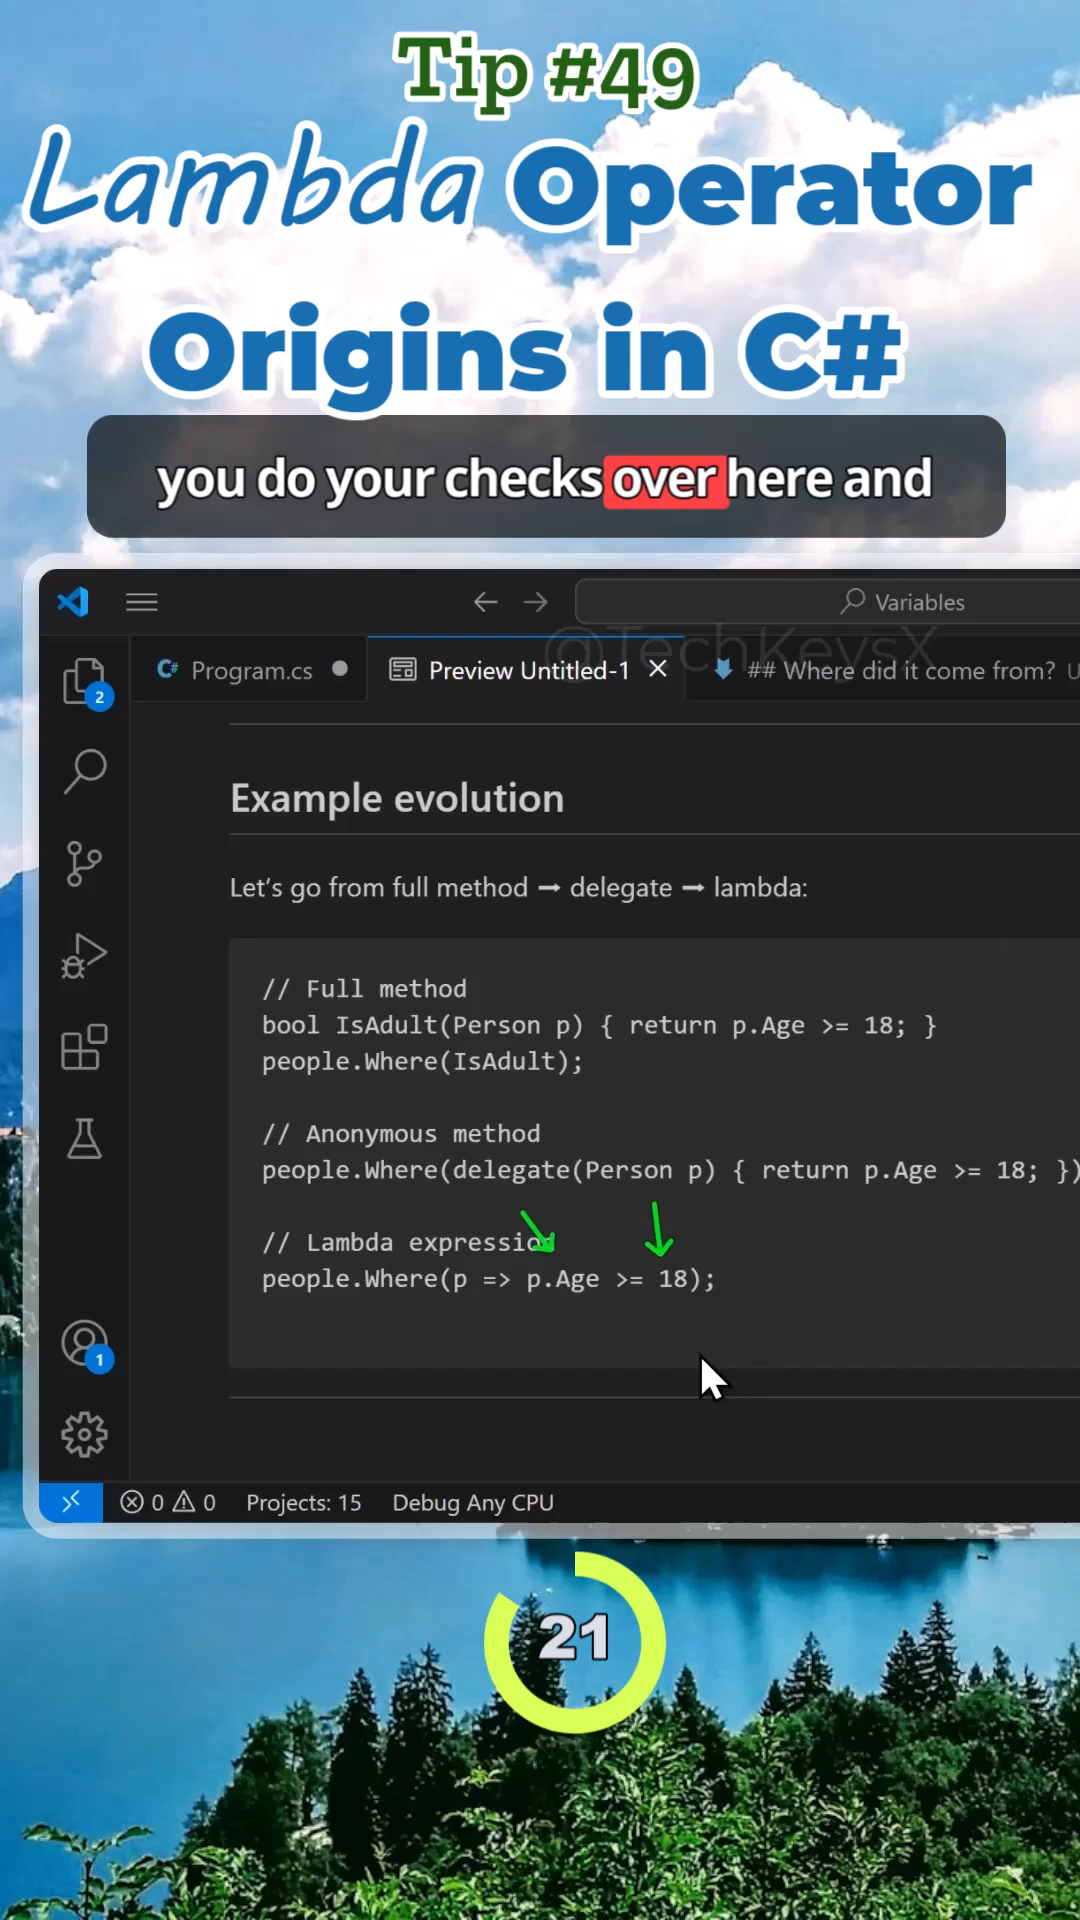 Tip #49
Lambda Operator
Origins in C#
you do your checks over here and
Variables
@TechKeysX
C# Program.cs
Preview Untitled-1
## Where did it come from? U
2
Example evolution
Let's go from full method → delegate → lambda:
// Full method
bool IsAdult(Person p) { return p.Age >= 18; }
people.Where(IsAdult);
// Anonymous method
people.Where(delegate(Person p) { return p.Age >= 18; })
// Lambda expression
people.Where(p => p.Age >= 18);
1
0 0 Projects: 15 Debug Any CPU
21